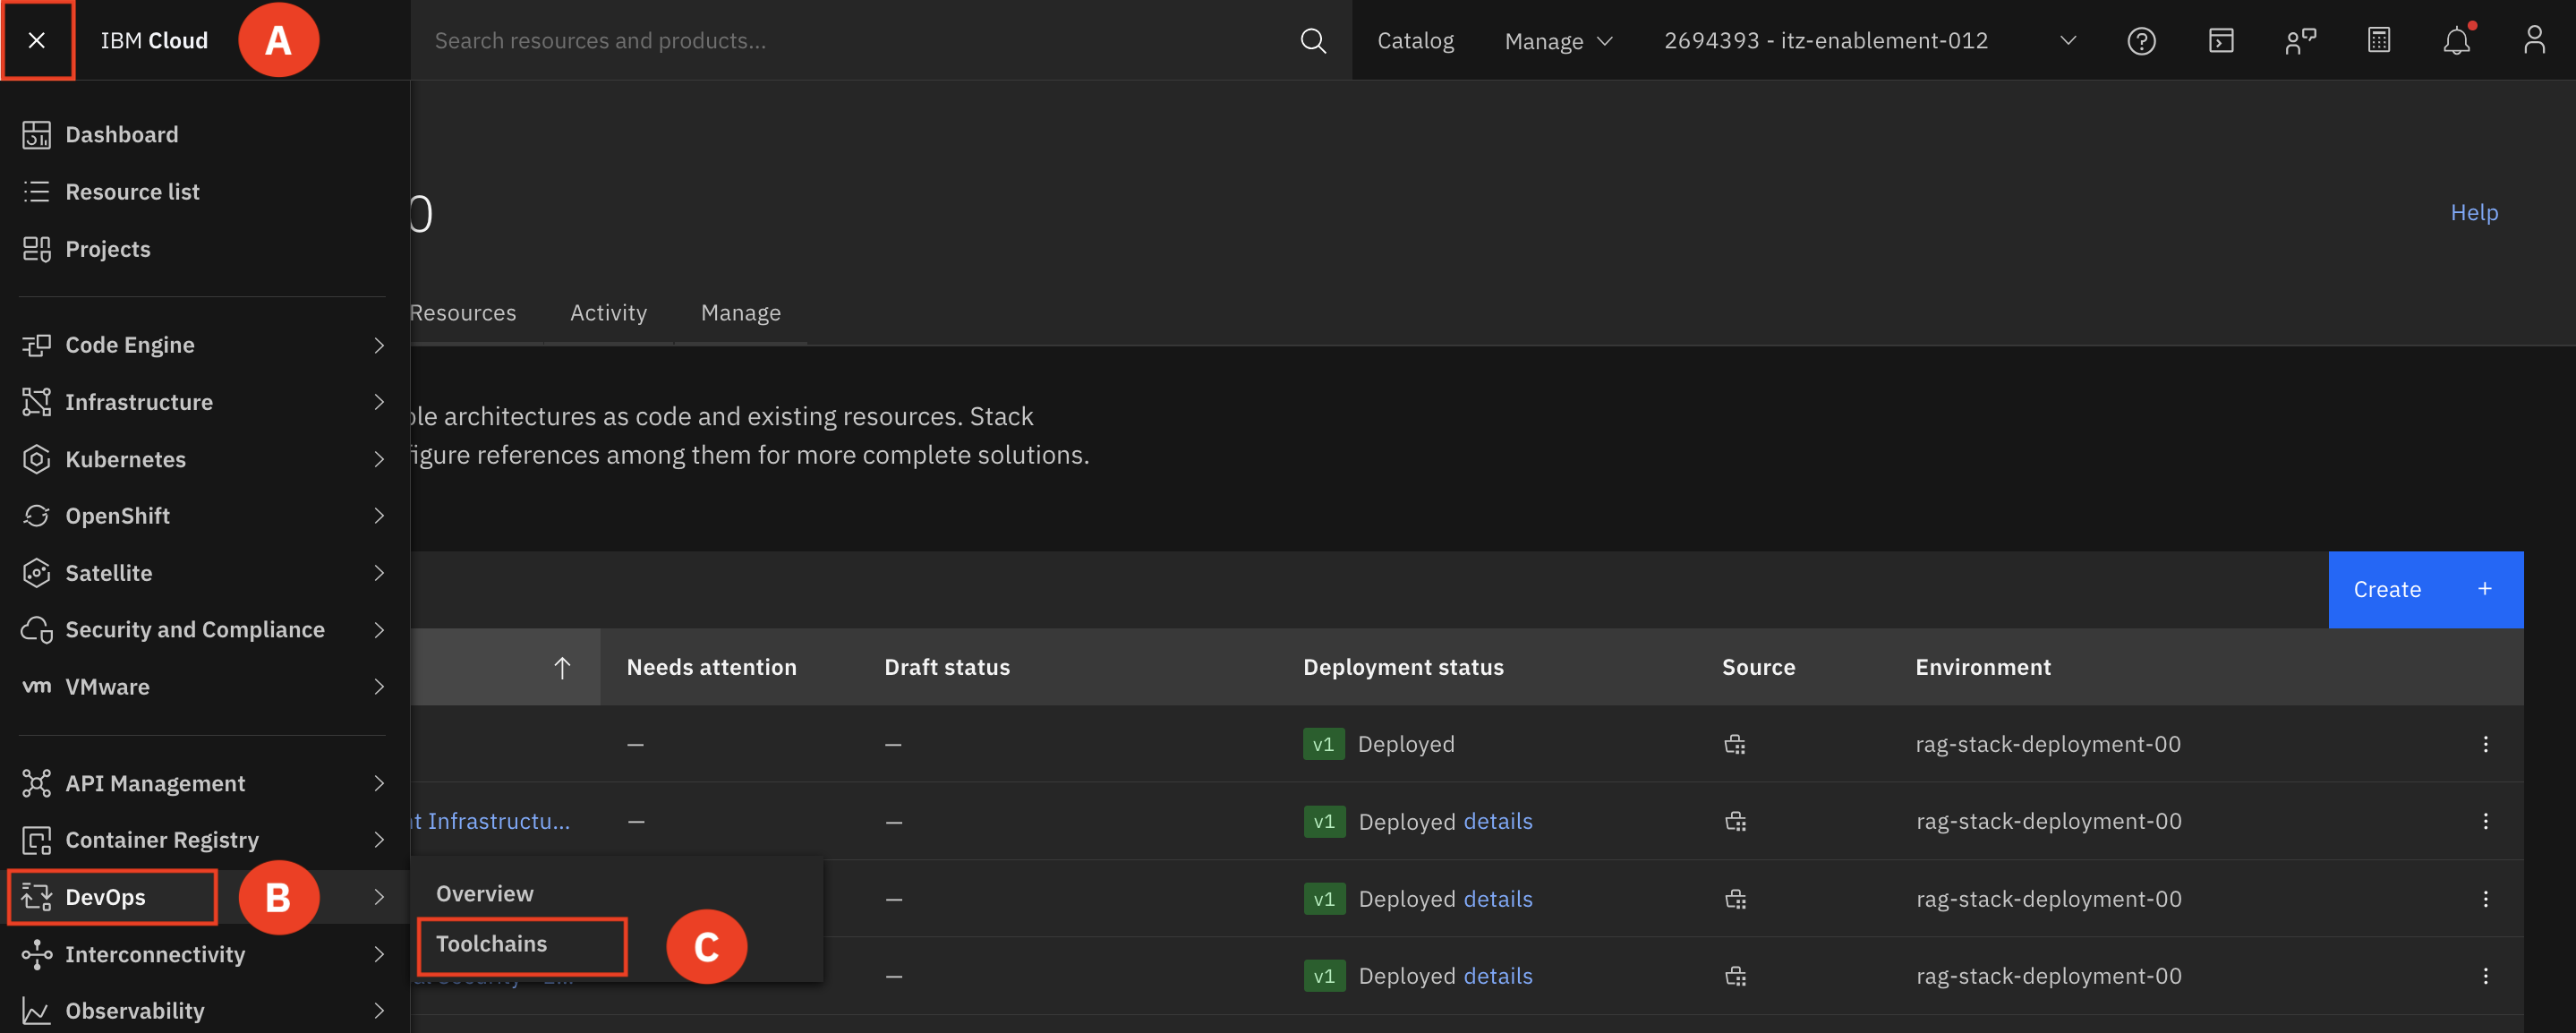 IBM Cloud
A
Search resources and products...
Catalog
Manage
2694393 - itz-enablement-012
Dashboard
Resource list
Projects
Code Engine
Infrastructure
Kubernetes
OpenShift
Satellite
Security and Compliance
VMware
API Management
Container Registry
DevOps
B
Interconnectivity
Observability
Overview
Toolchains
C
0
Help
Resources
Activity
Manage
ble architectures as code and existing resources. Stack
figure references among them for more complete solutions.
Create +
Needs attention
Draft status
Deployment status
Source
Environment
— — v1 Deployed rag-stack-deployment-00
nt Infrastructu... — — v1 Deployed details rag-stack-deployment-00
— v1 Deployed details rag-stack-deployment-00
— v1 Deployed details rag-stack-deployment-00